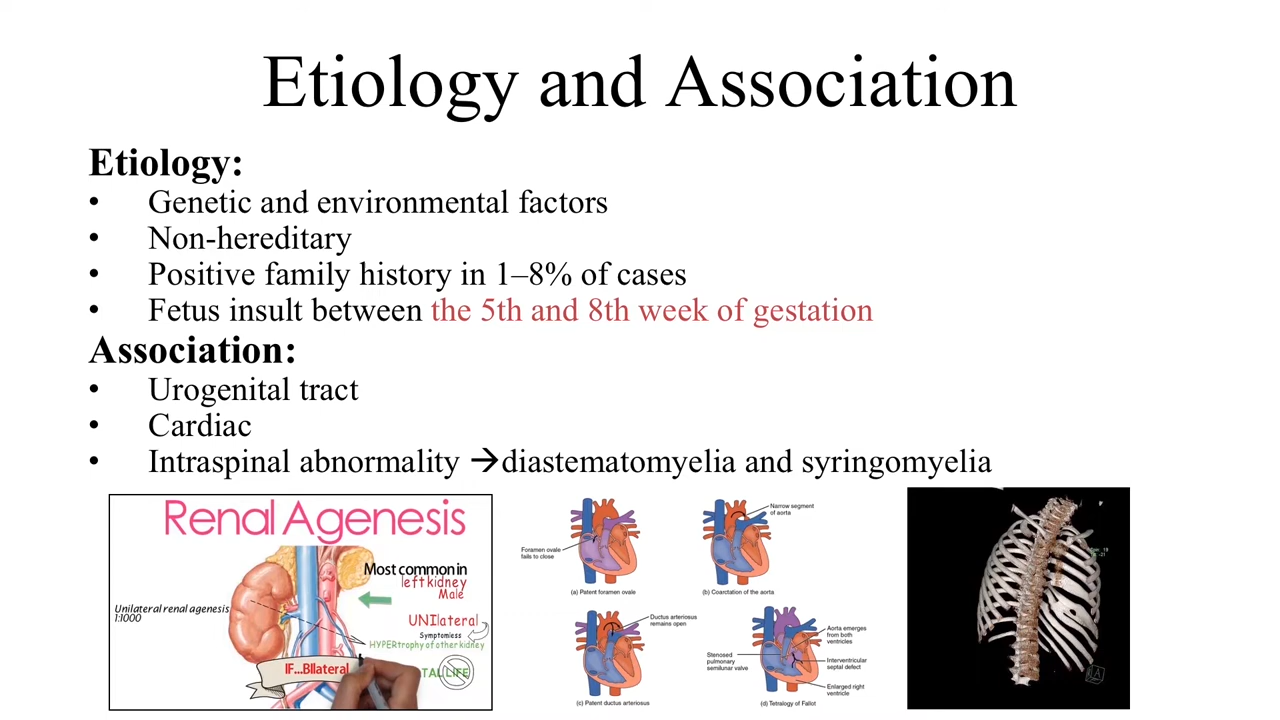 Etiology and Association
Etiology:
• Genetic and environmental factors
• Non-hereditary
• Positive family history in 1–8% of cases
• Fetus insult between the 5th and 8th week of gestation
Association:
• Urogenital tract
• Cardiac
• Intraspinal abnormality →diastematomyelia and syringomyelia
Renal Agenesis
Most common in
left kidney
Male
Unilateral renal agenesis
1:1000
UNIlateral
Symptomless
HYPERtrophy of other kidney
IF...BIlateral
TAL LIFE
Foramen ovale
fails to close
(a) Patent foramen ovale
Narrow segment
of aorta
(b) Coarctation of the aorta
Ductus arteriosus
remains open
(c) Patent ductus arteriosus
Aorta emerges
from both
ventricles
Stenosed
pulmonary
semilunar valve
Interventricular
septal defect
Enlarged right
ventricle
(d) Tetralogy of Fallot